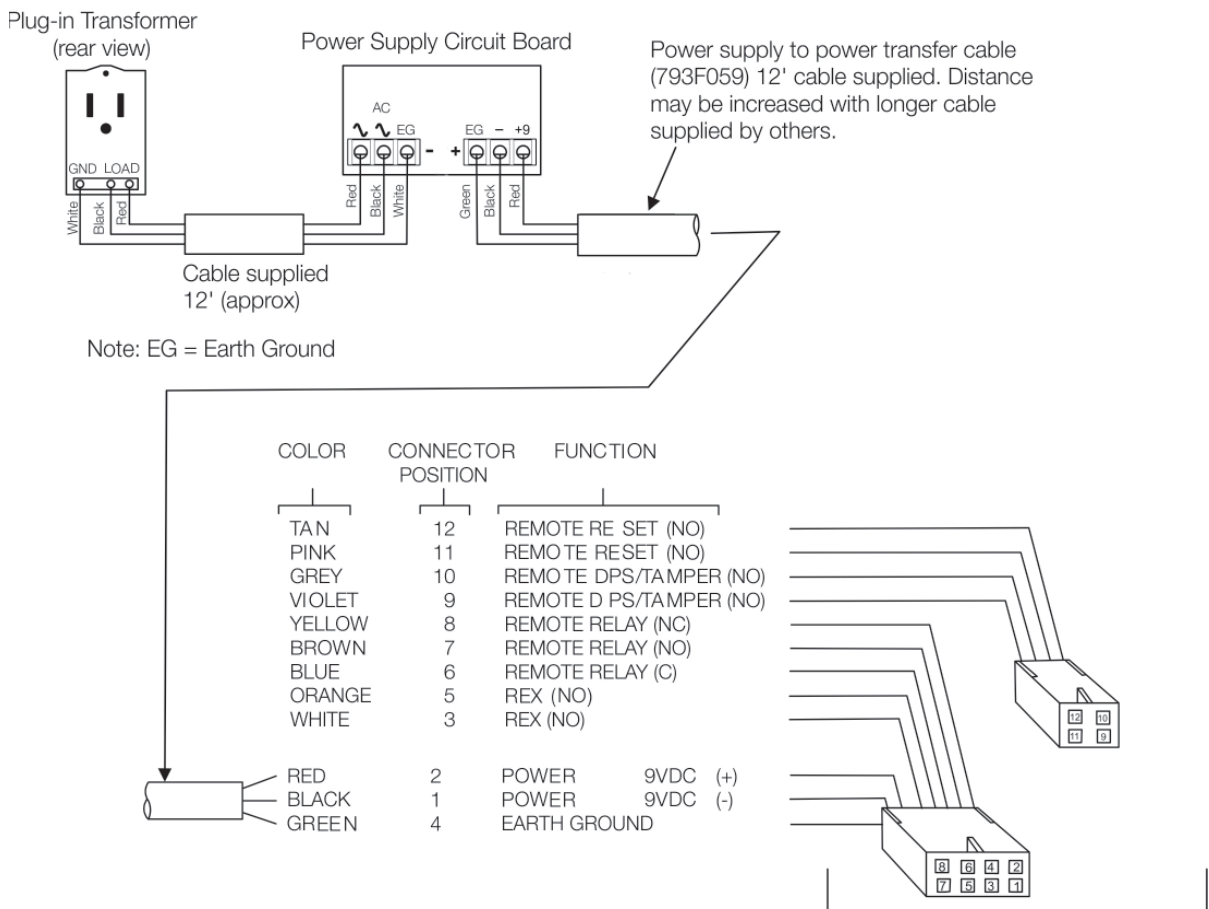 Plug-in Transformer
(rear view)
Power Supply Circuit Board
Power supply to power transfer cable
(793F059) 12' cable supplied. Distance
may be increased with longer cable
supplied by others.
AC
EG
EG – +9
- +
GND LOAD
White
Black
Red
Red
Black
White
Green
Black
Red
Cable supplied
12' (approx)
Note: EG = Earth Ground
COLOR CONNECTOR POSITION FUNCTION
TAN 12 REMOTE RE SET (NO)
PINK 11 REMOTE RESET (NO)
GREY 10 REMOTE DPS/TAMPER (NO)
VIOLET 9 REMOTE D PS/TAMPER (NO)
YELLOW 8 REMOTE RELAY (NC)
BROWN 7 REMOTE RELAY (NO)
BLUE 6 REMOTE RELAY (C)
ORANGE 5 REX (NO)
WHITE 3 REX (NO)
12 10
11 9
RED 2 POWER 9VDC (+)
BLACK 1 POWER 9VDC (-)
GREEN 4 EARTH GROUND
8 6 4 2
7 5 3 1